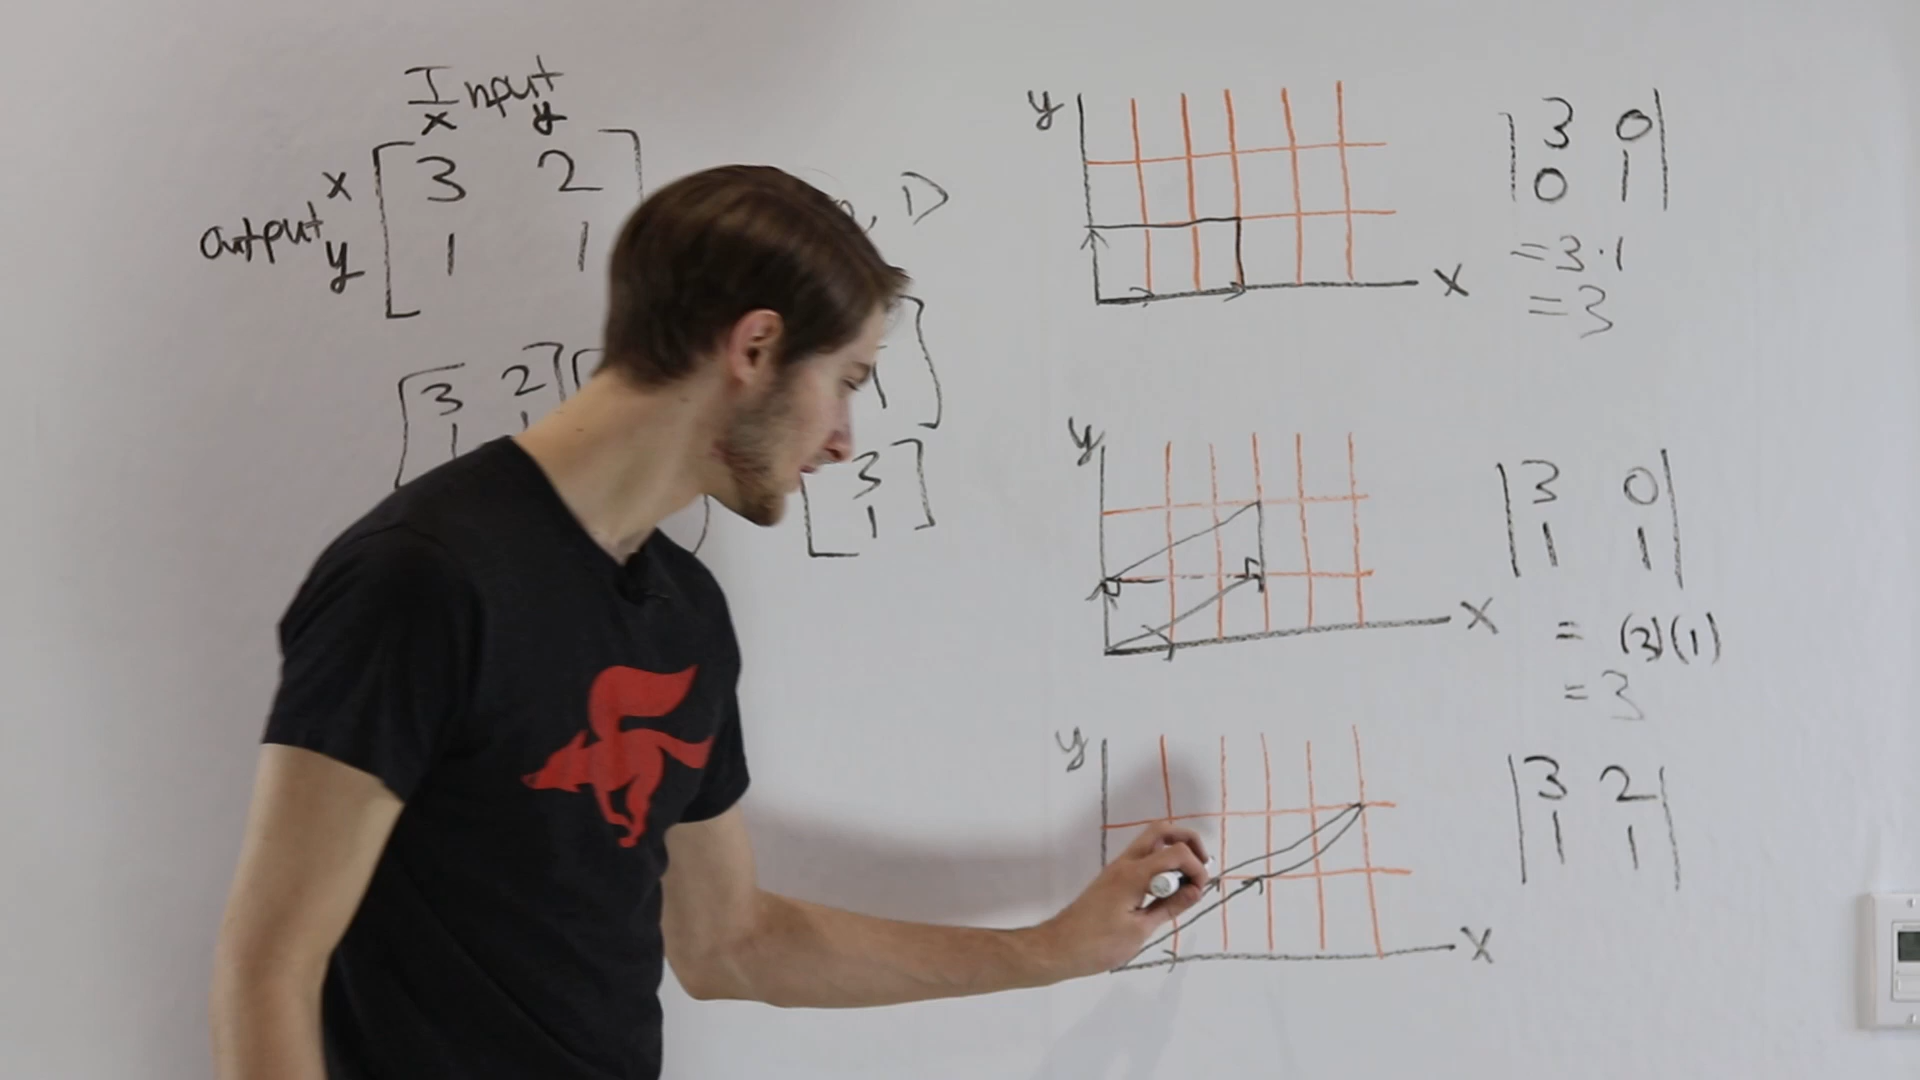 Input
x y
x 3 2
output
y 1 1
, D
3 2
1
3
1
y
x
3 0
0 1
= 3 · 1
= 3
y
x
3 0
1 1
= (3)(1)
= 3
y
x
3 2
1 1